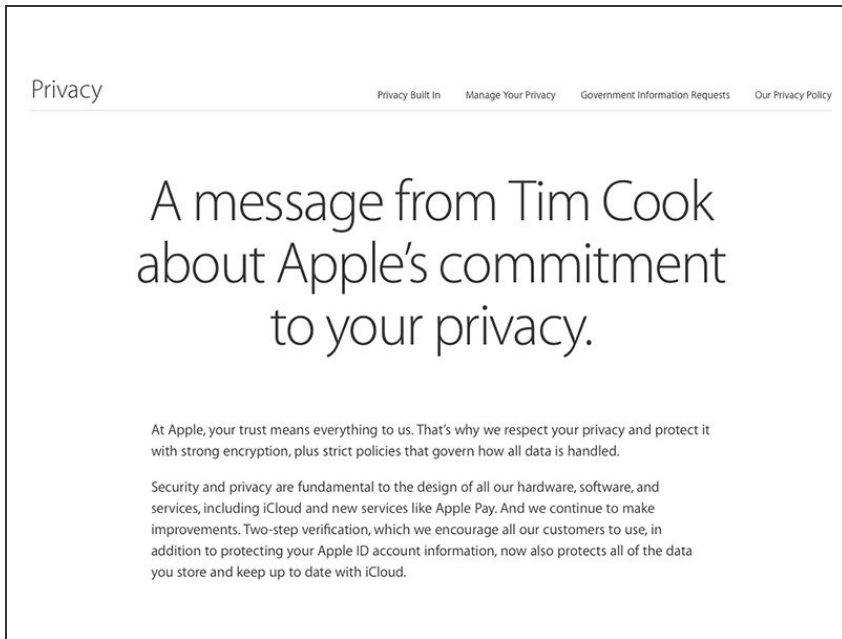 Privacy
Privacy Built In Manage Your Privacy Government Information Requests Our Privacy Policy
A message from Tim Cook
about Apple’s commitment
to your privacy.
At Apple, your trust means everything to us. That’s why we respect your privacy and protect it
with strong encryption, plus strict policies that govern how all data is handled.
Security and privacy are fundamental to the design of all our hardware, software, and
services, including iCloud and new services like Apple Pay. And we continue to make
improvements. Two-step verification, which we encourage all our customers to use, in
addition to protecting your Apple ID account information, now also protects all of the data
you store and keep up to date with iCloud.